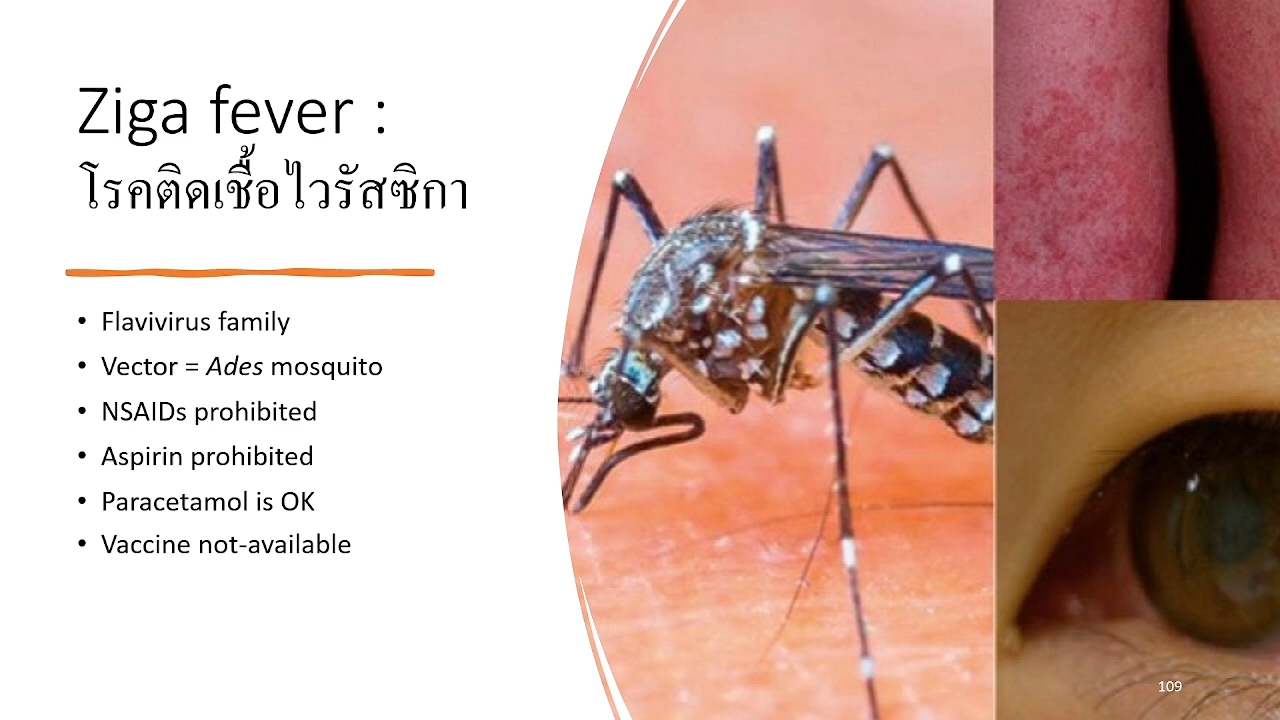 Ziga fever :
โรคติดเชื้อไวรัสซิกา
• Flavivirus family
• Vector = Ades mosquito
• NSAIDs prohibited
• Aspirin prohibited
• Paracetamol is OK
• Vaccine not-available
109